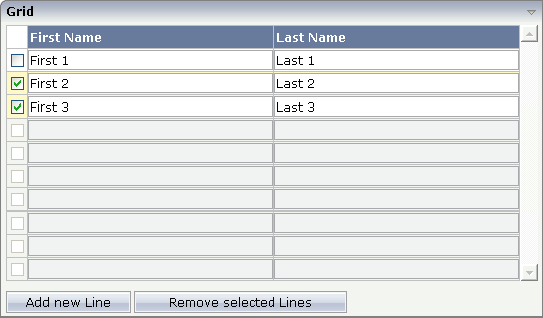 Grid
First Name Last Name
First 1 Last 1
First 2 Last 2
First 3 Last 3
Add new Line Remove selected Lines